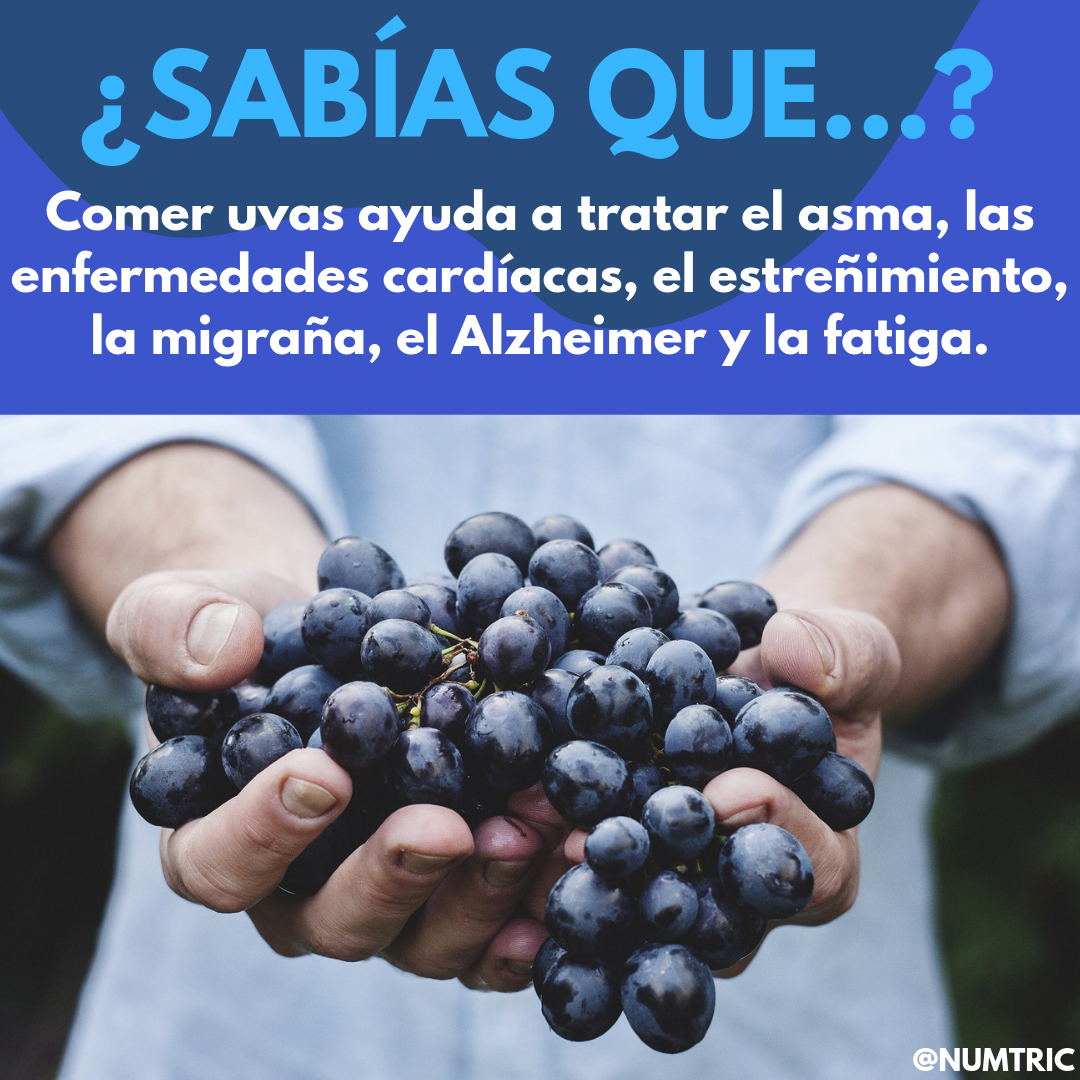 ¿SABÍAS QUE...?
Comer uvas ayuda a tratar el asma, las
enfermedades cardíacas, el estreñimiento,
la migraña, el Alzheimer y la fatiga.
@NUMTRIC